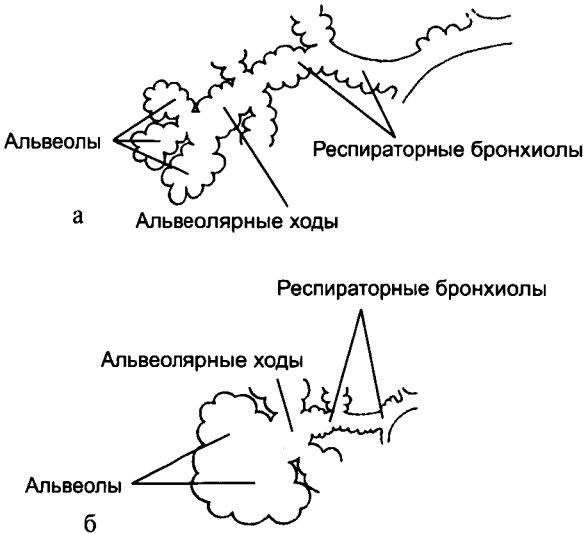 Альвеолы
Респираторные бронхиолы
а
Альвеолярные ходы
Респираторные бронхиолы
Альвеолярные ходы
Альвеолы
б